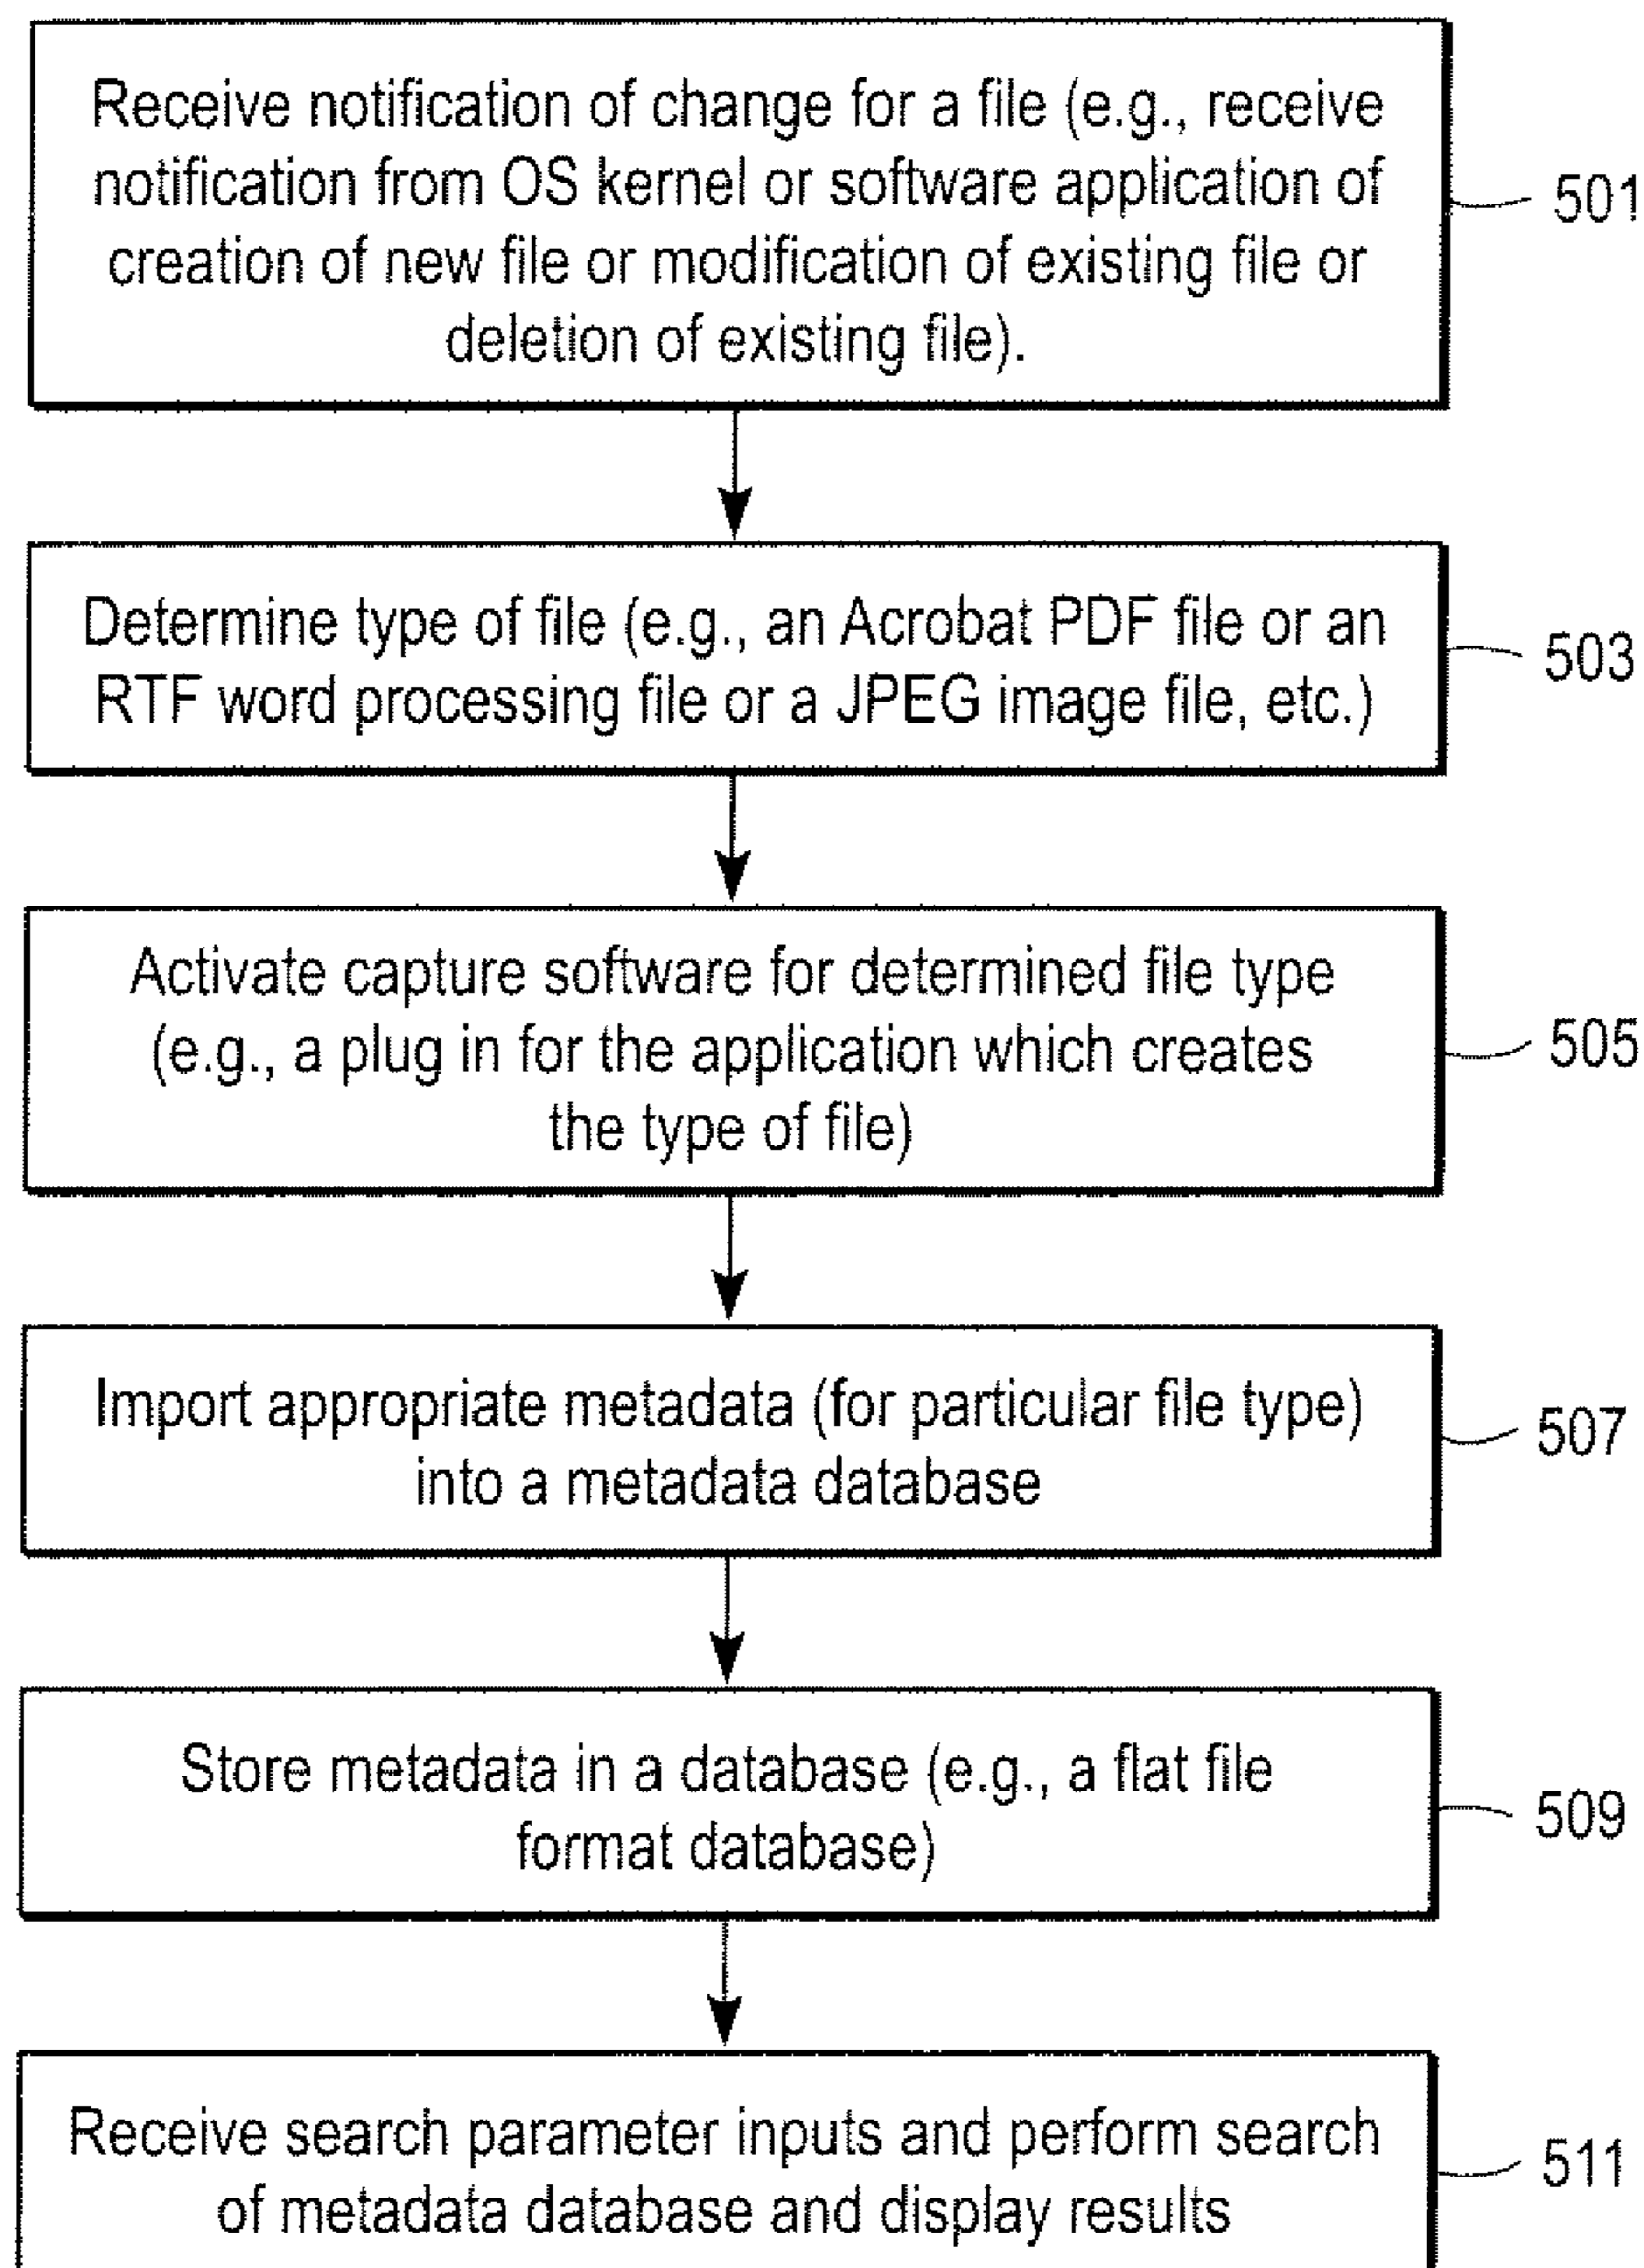 Receive notification of change for a file (e.g., receive
notification from OS kernel or software application of
creation of new file or modification of existing file or
deletion of existing file).
501
Determine type of file (e.g., an Acrobat PDF file or an
RTF word processing file or a JPEG image file, etc.)
503
Activate capture software for determined file type
(e.g., a plug in for the application which creates
the type of file)
505
Import appropriate metadata (for particular file type)
into a metadata database
507
Store metadata in a database (e.g., a flat file
format database)
509
Receive search parameter inputs and perform search
of metadata database and display results
511